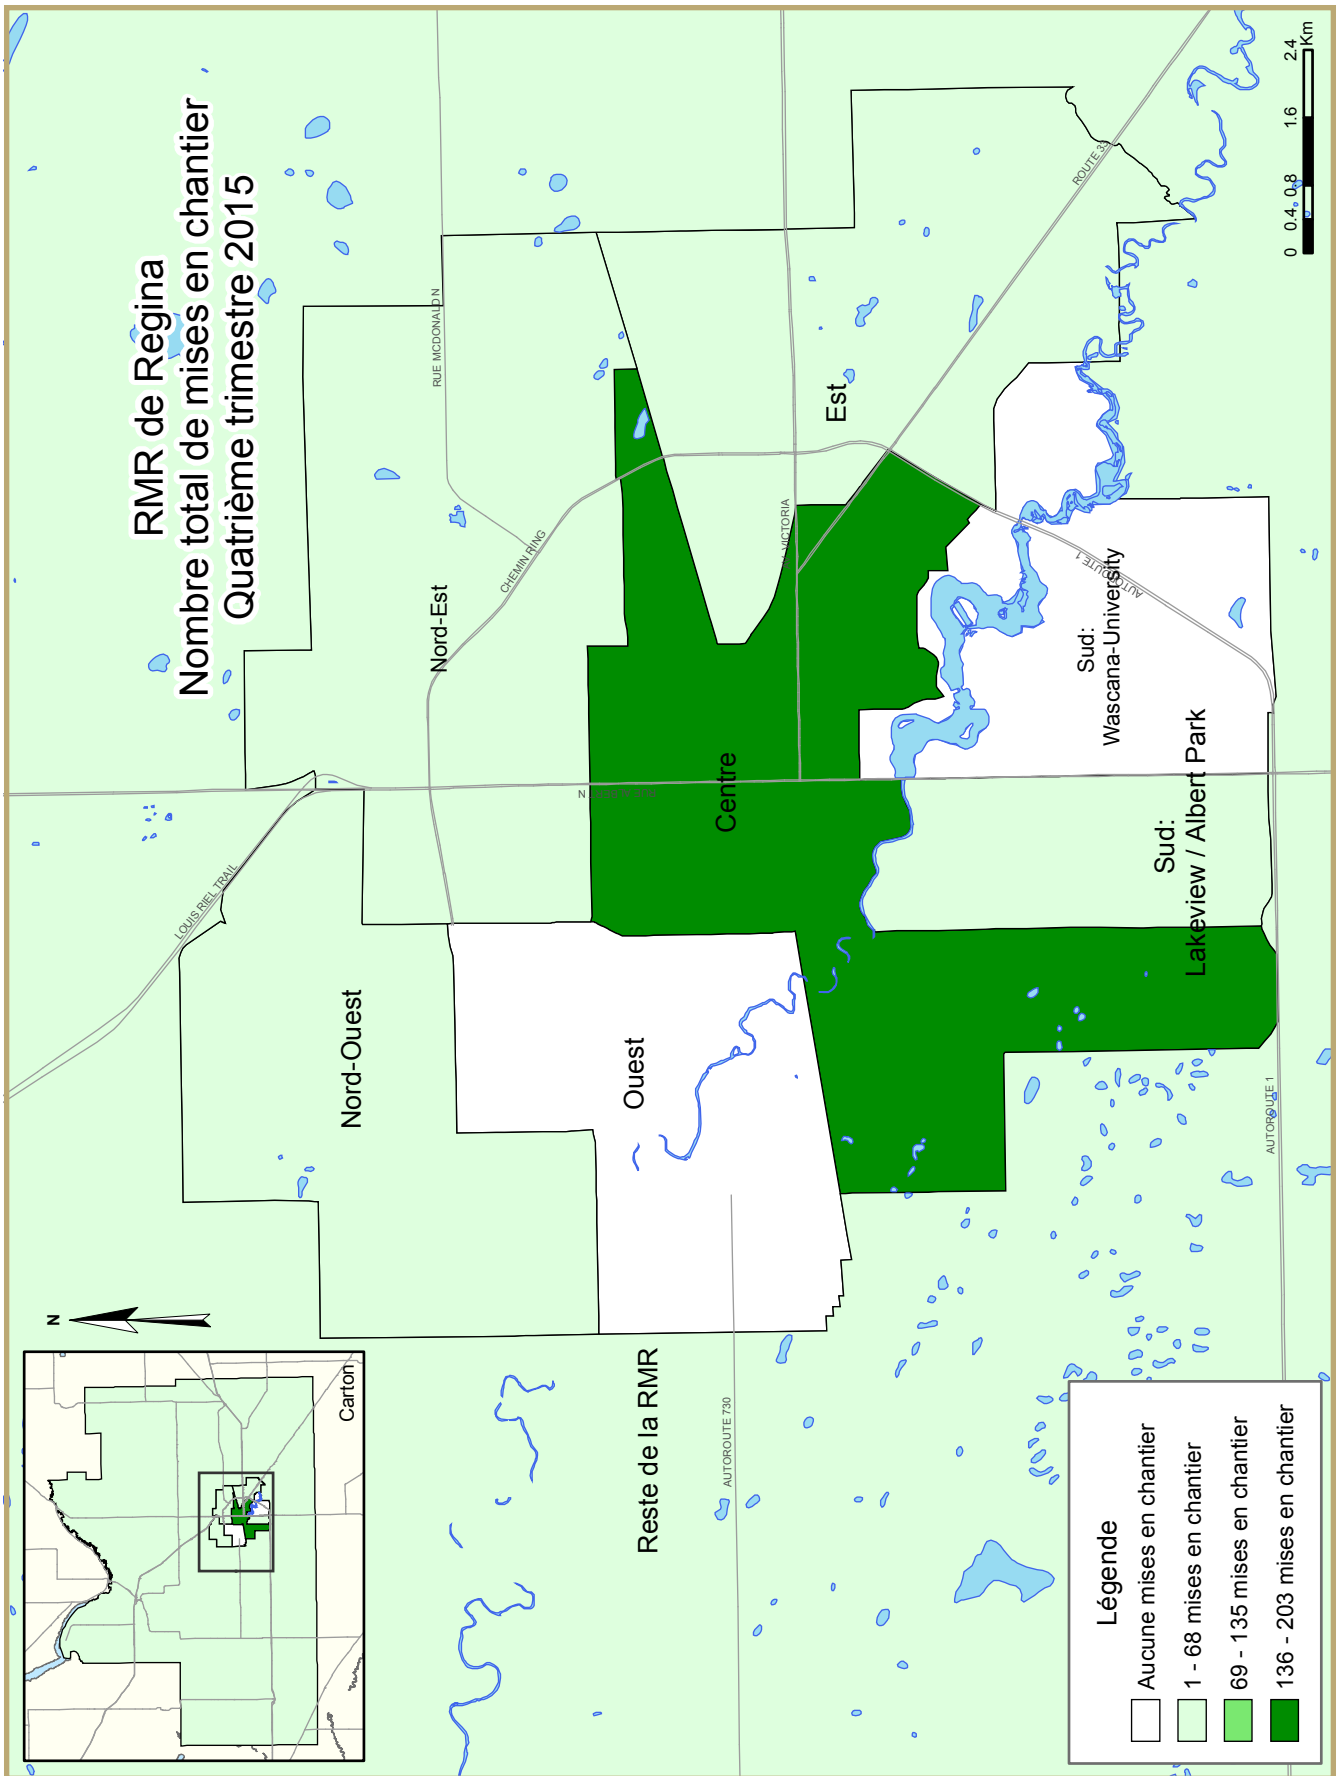 RMR de Regina
Nombre total de mises en chantier
Quatrième trimestre 2015
N
Carton
LOUIS RIEL TRAIL
RUE MCDONALD N
CHEMIN RING
Nord-Est
Nord-Ouest
Ouest
Centre
N
VICTORIA
Est
ROUTE 33
AUTOROUTE 1
Sud:
Wascana-University
Sud:
Lakeview / Albert Park
Reste de la RMR
AUTOROUTE 730
AUTOROUTE 1
Légende
Aucune mises en chantier
1 - 68 mises en chantier
69 - 135 mises en chantier
136 - 203 mises en chantier
0 0.4 0.8 1.6 2.4
Km